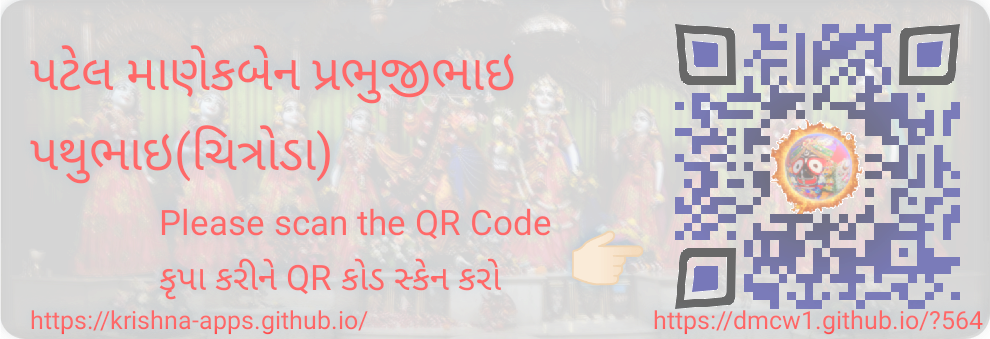 પટેલ માણેકબેન પ્રભુજીભાઇ
પથુભાઇ(ચિત્રોડા)
Please scan the QR Code
કૃપા કરીને QR કોડ સ્કેન કરો
https://krishna-apps.github.io/
https://dmcw1.github.io/?564